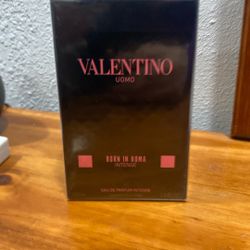 VALENTINO
UOMO
BORN IN ROMA
INTENSE
EAU DE PARFUM INTENSE